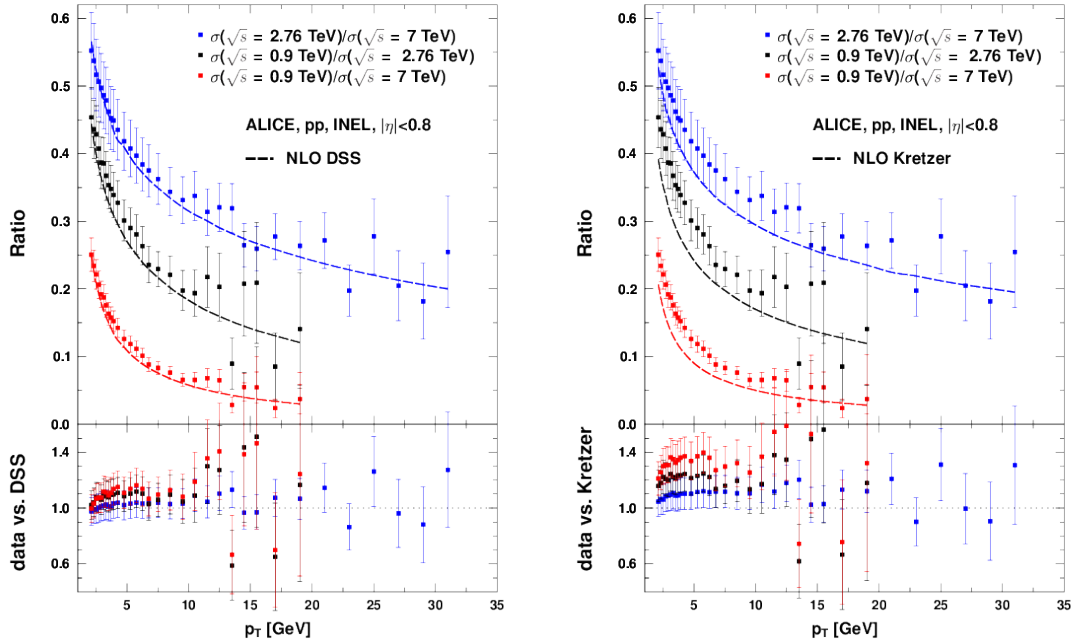 σ(√s = 2.76 TeV)/σ(√s = 7 TeV)
σ(√s = 0.9 TeV)/σ(√s = 2.76 TeV)
σ(√s = 0.9 TeV)/σ(√s = 7 TeV)
ALICE, pp, INEL, |η|<0.8
NLO DSS
Ratio
0.6
0.5
0.4
0.3
0.2
0.1
0.0
data vs. DSS
1.4
1.0
0.6
5 10 15 20 25 30 35
p_T [GeV]
σ(√s = 2.76 TeV)/σ(√s = 7 TeV)
σ(√s = 0.9 TeV)/σ(√s = 2.76 TeV)
σ(√s = 0.9 TeV)/σ(√s = 7 TeV)
ALICE, pp, INEL, |η|<0.8
NLO Kretzer
Ratio
0.6
0.5
0.4
0.3
0.2
0.1
0.0
data vs. Kretzer
1.4
1.0
0.6
5 10 15 20 25 30 35
p_T [GeV]